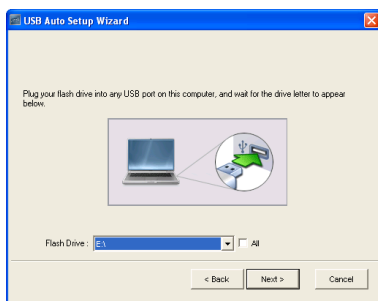 USB Auto Setup Wizard
Plug your flash drive into any USB port on this computer, and wait for the drive letter to appear
below.
Flash Drive : E:\ All
< Back Next > Cancel